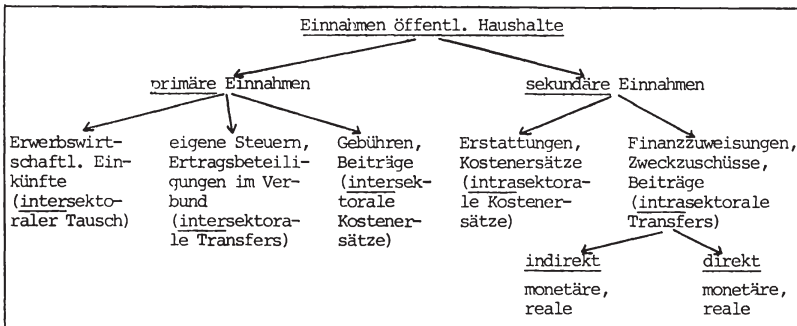 Einnahmen öffentl. Haushalte
primäre Einnahmen
sekundäre Einnahmen
Erwerbswirt-
schaftl. Ein-
künfte
(intersekto-
raler Tausch)
eigene Steuern,
Ertragsbeteili-
gungen im Ver-
bund
(intersektora-
le Transfers)
Gebühren,
Beiträge
(intersek-
torale
Kostener-
sätze)
Erstattungen,
Kostenersätze
(intrasektora-
le Kostener-
sätze)
Finanzzuweisungen,
Zweckzuschüsse,
Beiträge
(intrasektorale
Transfers)
indirekt
monetäre,
reale
direkt
monetäre,
reale